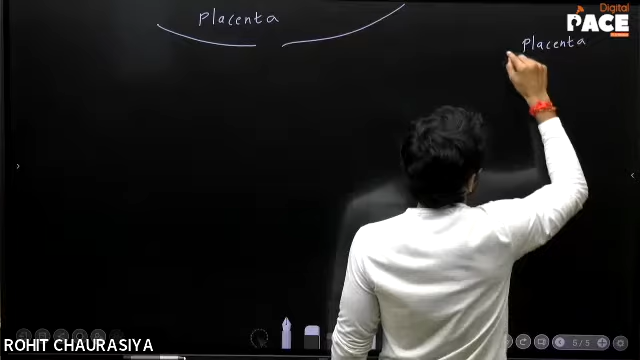 Placenta
Digital
PACE
Placenta
5/5
ROHIT CHAURASIYA